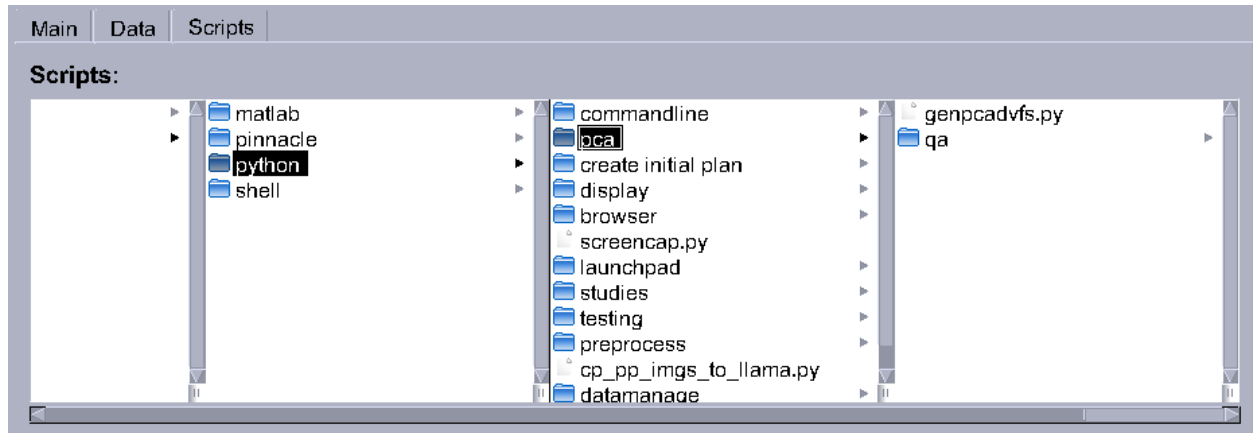 Main Data Scripts
Scripts:
matlab
pinnacle
python
shell
commandline
pca
create initial plan
display
browser
screencap.py
launchpad
studies
testing
preprocess
cp_pp_imgs_to_llama.py
datamanage
genpcadvfs.py
qa